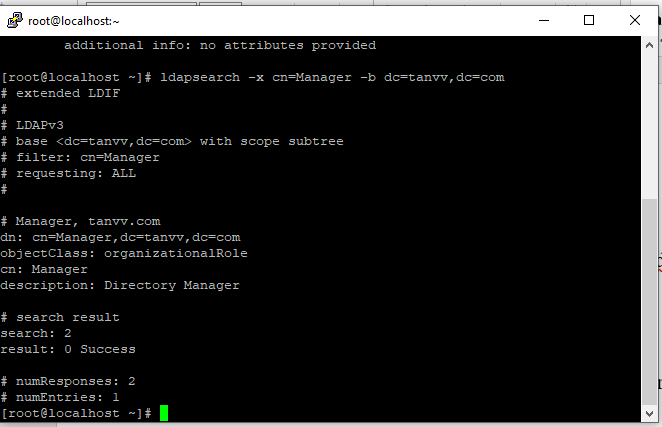 root@localhost:~
additional info: no attributes provided
[root@localhost ~]# ldapsearch -x cn=Manager -b dc=tanvv,dc=com
# extended LDIF
#
# LDAPv3
# base <dc=tanvv,dc=com> with scope subtree
# filter: cn=Manager
# requesting: ALL
#
# Manager, tanvv.com
dn: cn=Manager,dc=tanvv,dc=com
objectClass: organizationalRole
cn: Manager
description: Directory Manager
# search result
search: 2
result: 0 Success
# numResponses: 2
# numEntries: 1
[root@localhost ~]#